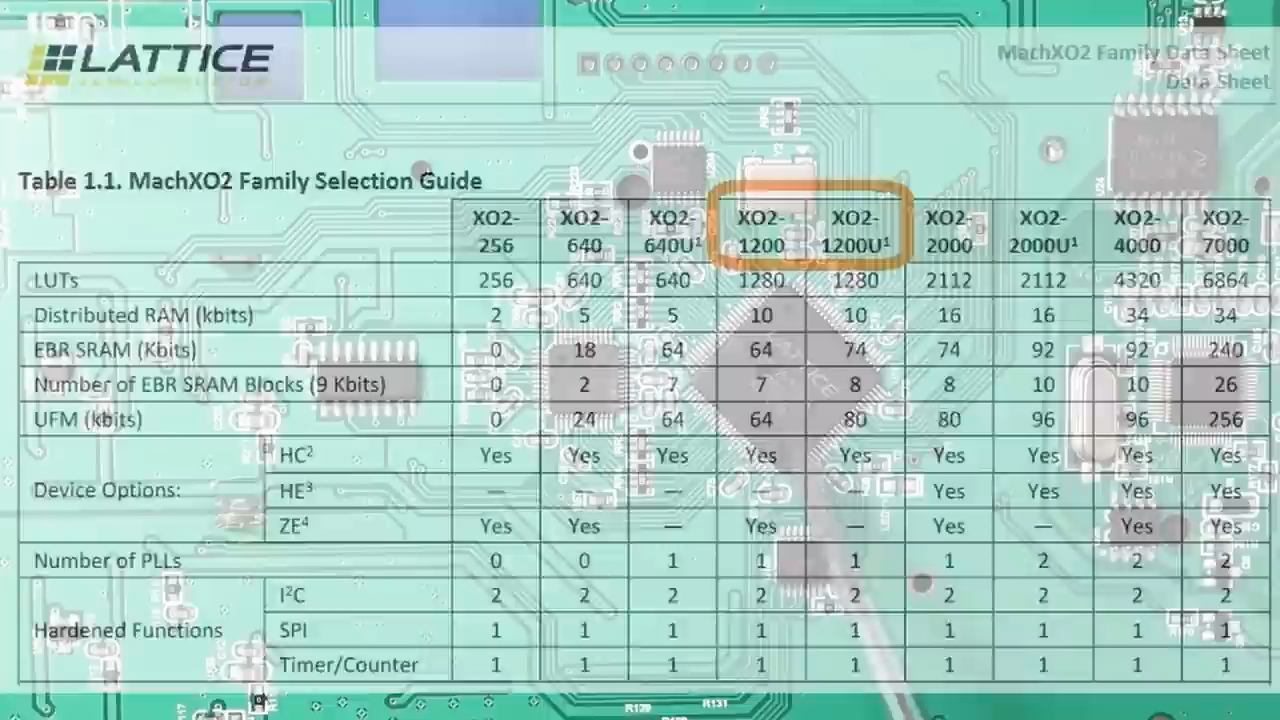 LATTICE
MachXO2 Family Data Sheet
Data Sheet
Table 1.1. MachXO2 Family Selection Guide
XO2-256 XO2-640 XO2-640U¹ XO2-1200 XO2-1200U¹ XO2-2000 XO2-2000U¹ XO2-4000 XO2-7000
LUTs 256 640 640 1280 1280 2112 2112 4320 6864
Distributed RAM (kbits) 2 5 5 10 10 16 16 34 34
EBR SRAM (Kbits) 0 18 64 64 74 74 92 92 240
Number of EBR SRAM Blocks (9 Kbits) 0 2 7 7 8 8 10 10 26
UFM (kbits) 0 24 64 64 80 80 96 96 256
Device Options: HC² Yes Yes Yes Yes Yes Yes Yes Yes Yes
HE³ — — — — — Yes Yes Yes Yes
ZE⁴ Yes Yes — Yes — Yes — Yes Yes
Number of PLLs 0 0 1 1 1 1 2 2 2
Hardened Functions I²C 2 2 2 2 2 2 2 2 2
SPI 1 1 1 1 1 1 1 1 1
Timer/Counter 1 1 1 1 1 1 1 1 1
R139 R131